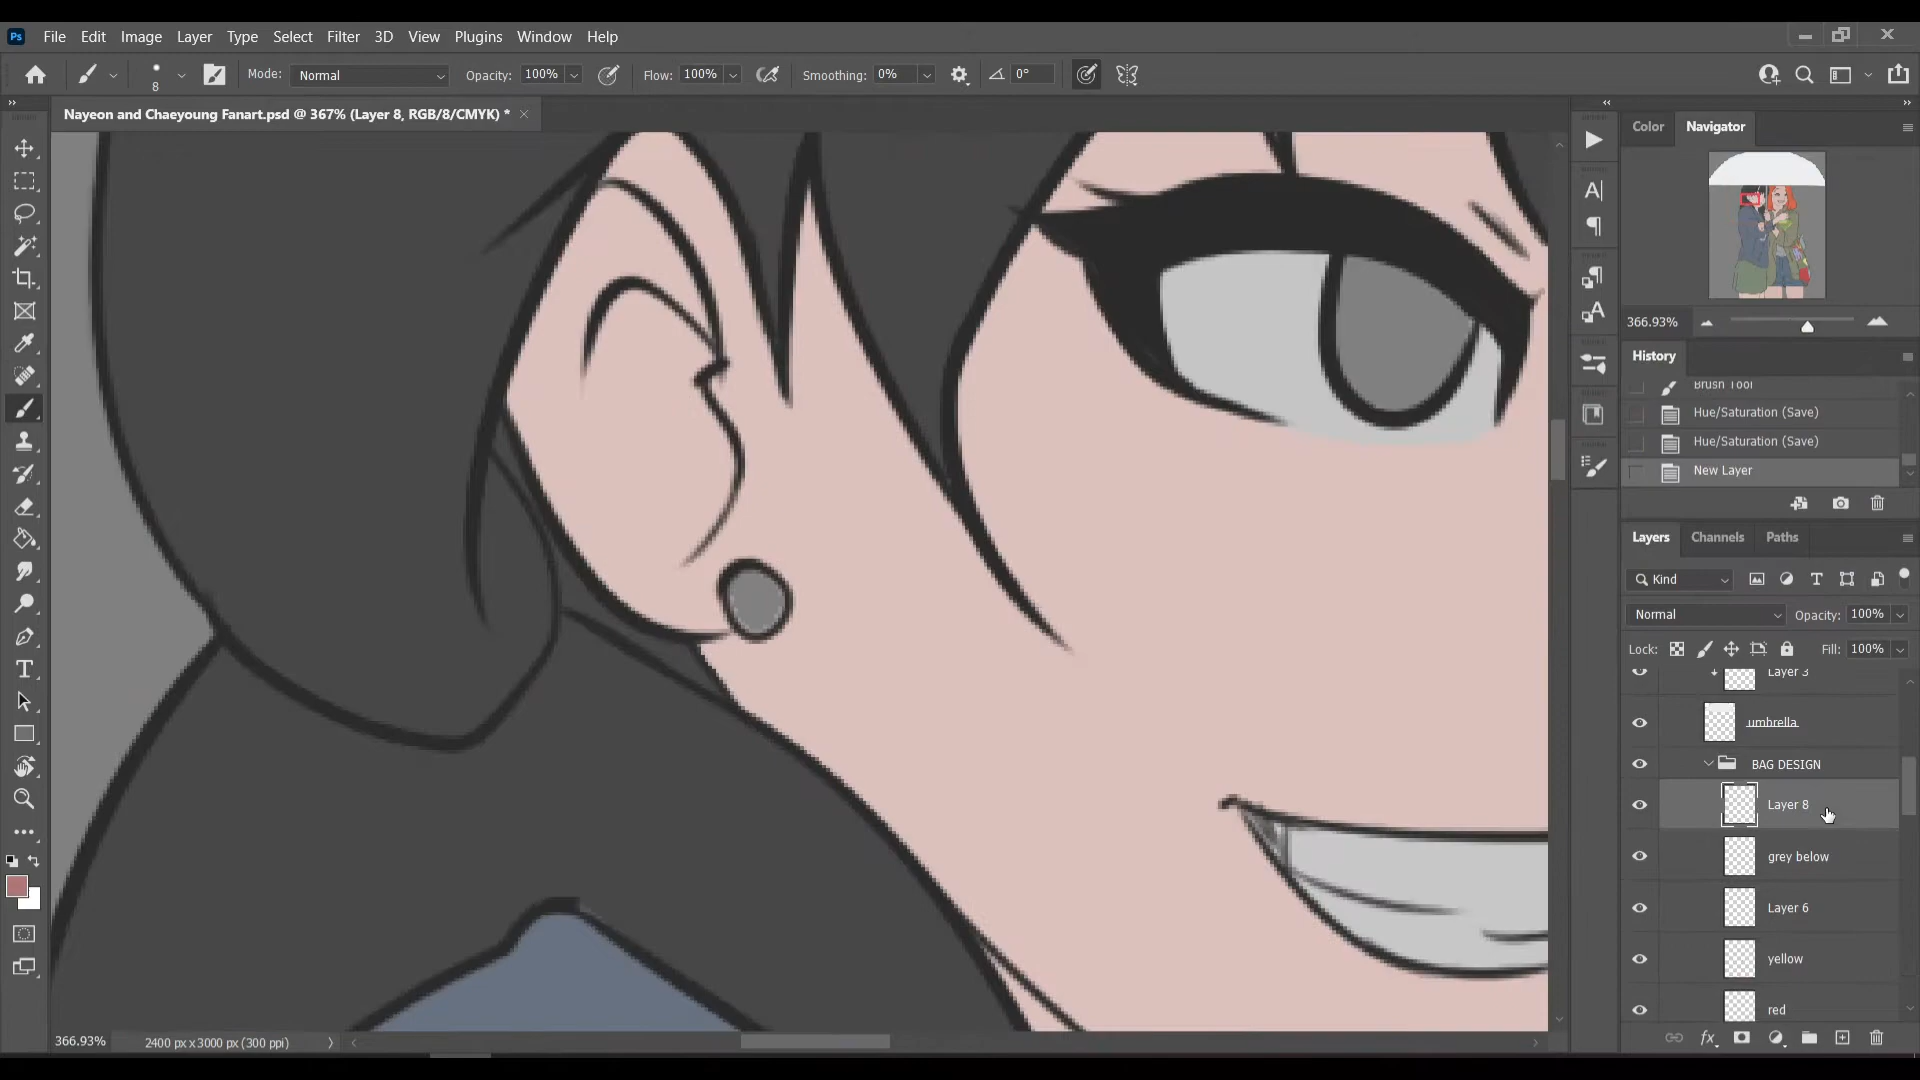 Ps File Edit Image Layer Type Select Filter 3D View Plugins Window Help
8 Mode: Normal Opacity: 100% Flow: 100% Smoothing: 0% 0°
Nayeon and Chaeyoung Fanart.psd @ 367% (Layer 8, RGB/8/CMYK) *
Color Navigator
366.93%
History
Brush Tool
Hue/Saturation (Save)
Hue/Saturation (Save)
New Layer
Layers Channels Paths
Kind
Normal Opacity: 100%
Lock: Fill: 100%
Layer 3
umbrella
BAG DESIGN
Layer 8
grey below
Layer 6
yellow
red
366.93% 2400 px x 3000 px (300 ppi)